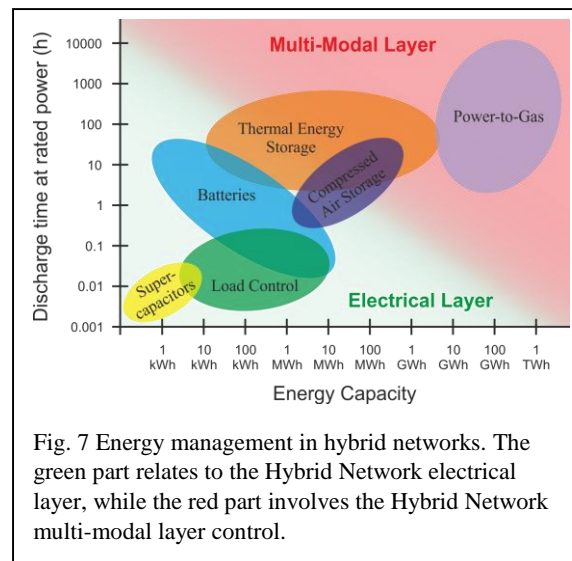 Discharge time at rated power (h)
10000
1000
100
10
1
0.1
0.01
0.001
Multi-Modal Layer
Thermal Energy
Storage
Power-to-Gas
Compressed
Air Storage
Batteries
Super-
capacitors
Load Control
Electrical Layer
1 10 100 1 10 100 1 10 100 1
kWh kWh kWh MWh MWh MWh GWh GWh GWh TWh
Energy Capacity
Fig. 7 Energy management in hybrid networks. The
green part relates to the Hybrid Network electrical
layer, while the red part involves the Hybrid Network
multi-modal layer control.